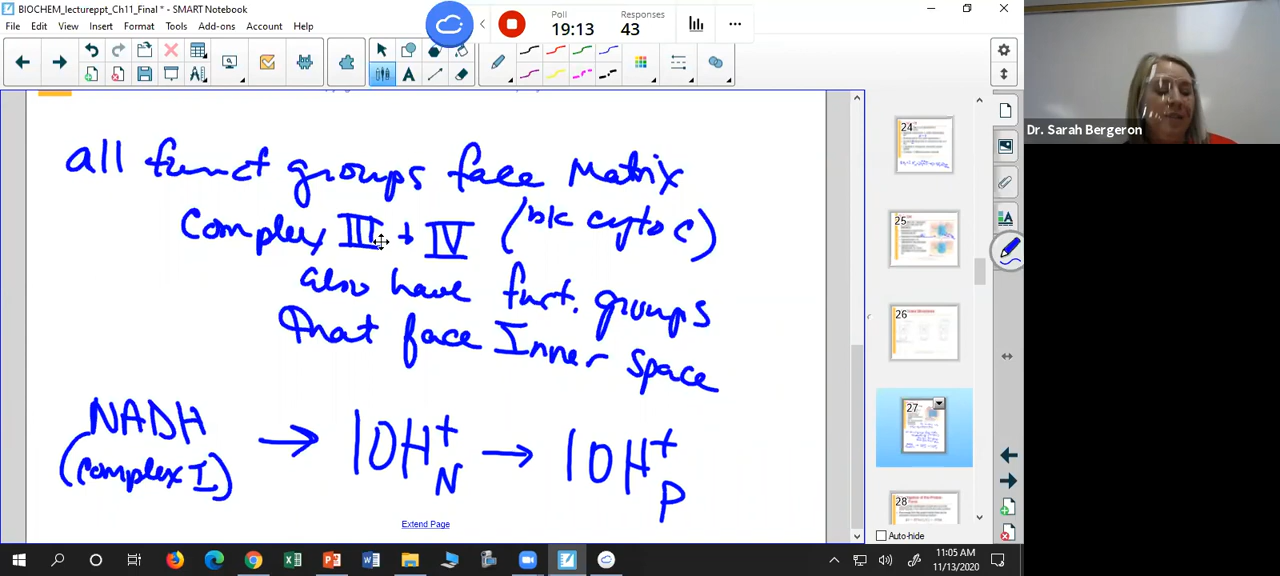 BIOCHEM_lectureppt_Ch11_Final * - SMART Notebook
Poll
19:13
Responses
43
File Edit View Insert Format Tools Add-ons Account Help
Dr. Sarah Bergeron
all funct groups face Matrix
Complex III + IV (bk cyto c)
also have funct. groups
that face Inner space
NADH → 10H+N → 10H+P
(Complex I)
Extend Page
24
25
26
27
28
Auto-hide
11:05 AM
11/13/2020